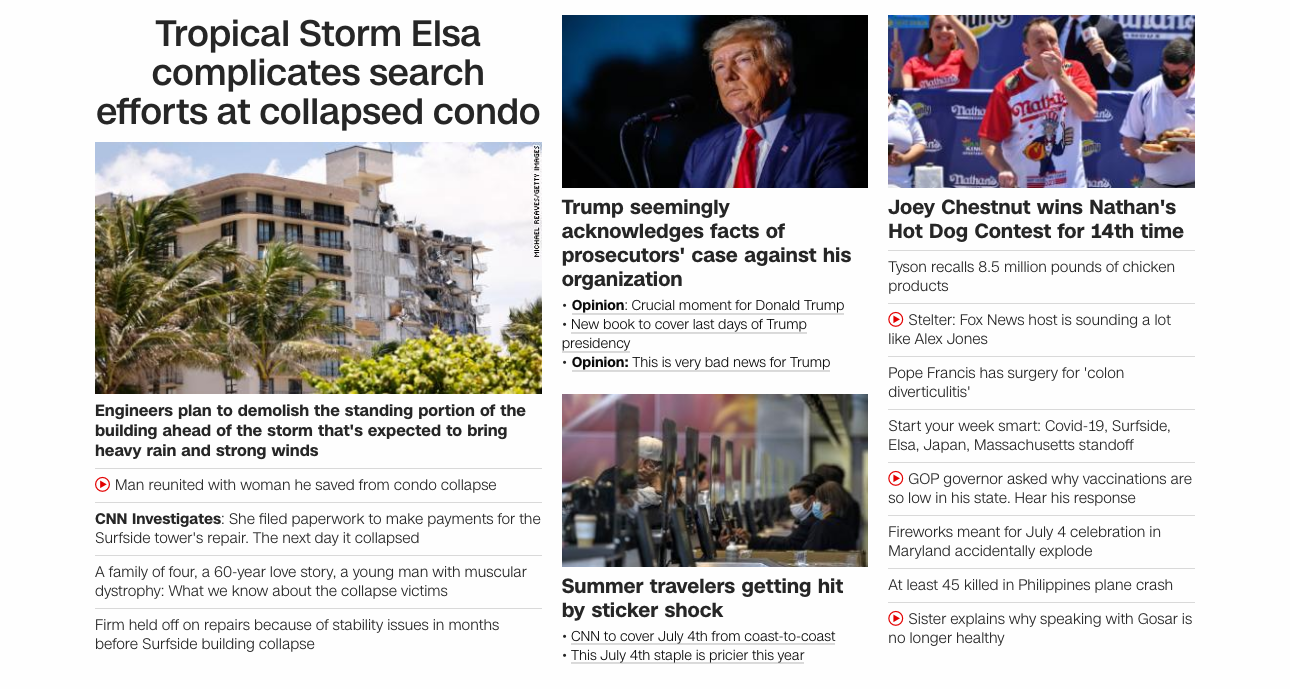 Tropical Storm Elsa
complicates search
efforts at collapsed condo
MICHAEL REAVES/GETTY IMAGES
Engineers plan to demolish the standing portion of the
building ahead of the storm that's expected to bring
heavy rain and strong winds
Man reunited with woman he saved from condo collapse
CNN Investigates: She filed paperwork to make payments for the
Surfside tower's repair. The next day it collapsed
A family of four, a 60-year love story, a young man with muscular
dystrophy: What we know about the collapse victims
Firm held off on repairs because of stability issues in months
before Surfside building collapse
Trump seemingly
acknowledges facts of
prosecutors' case against his
organization
• Opinion: Crucial moment for Donald Trump
• New book to cover last days of Trump
presidency
• Opinion: This is very bad news for Trump
Summer travelers getting hit
by sticker shock
• CNN to cover July 4th from coast-to-coast
• This July 4th staple is pricier this year
Nathan's
Nathan's
Joey Chestnut wins Nathan's
Hot Dog Contest for 14th time
Tyson recalls 8.5 million pounds of chicken
products
Stelter: Fox News host is sounding a lot
like Alex Jones
Pope Francis has surgery for 'colon
diverticulitis'
Start your week smart: Covid-19, Surfside,
Elsa, Japan, Massachusetts standoff
GOP governor asked why vaccinations are
so low in his state. Hear his response
Fireworks meant for July 4 celebration in
Maryland accidentally explode
At least 45 killed in Philippines plane crash
Sister explains why speaking with Gosar is
no longer healthy